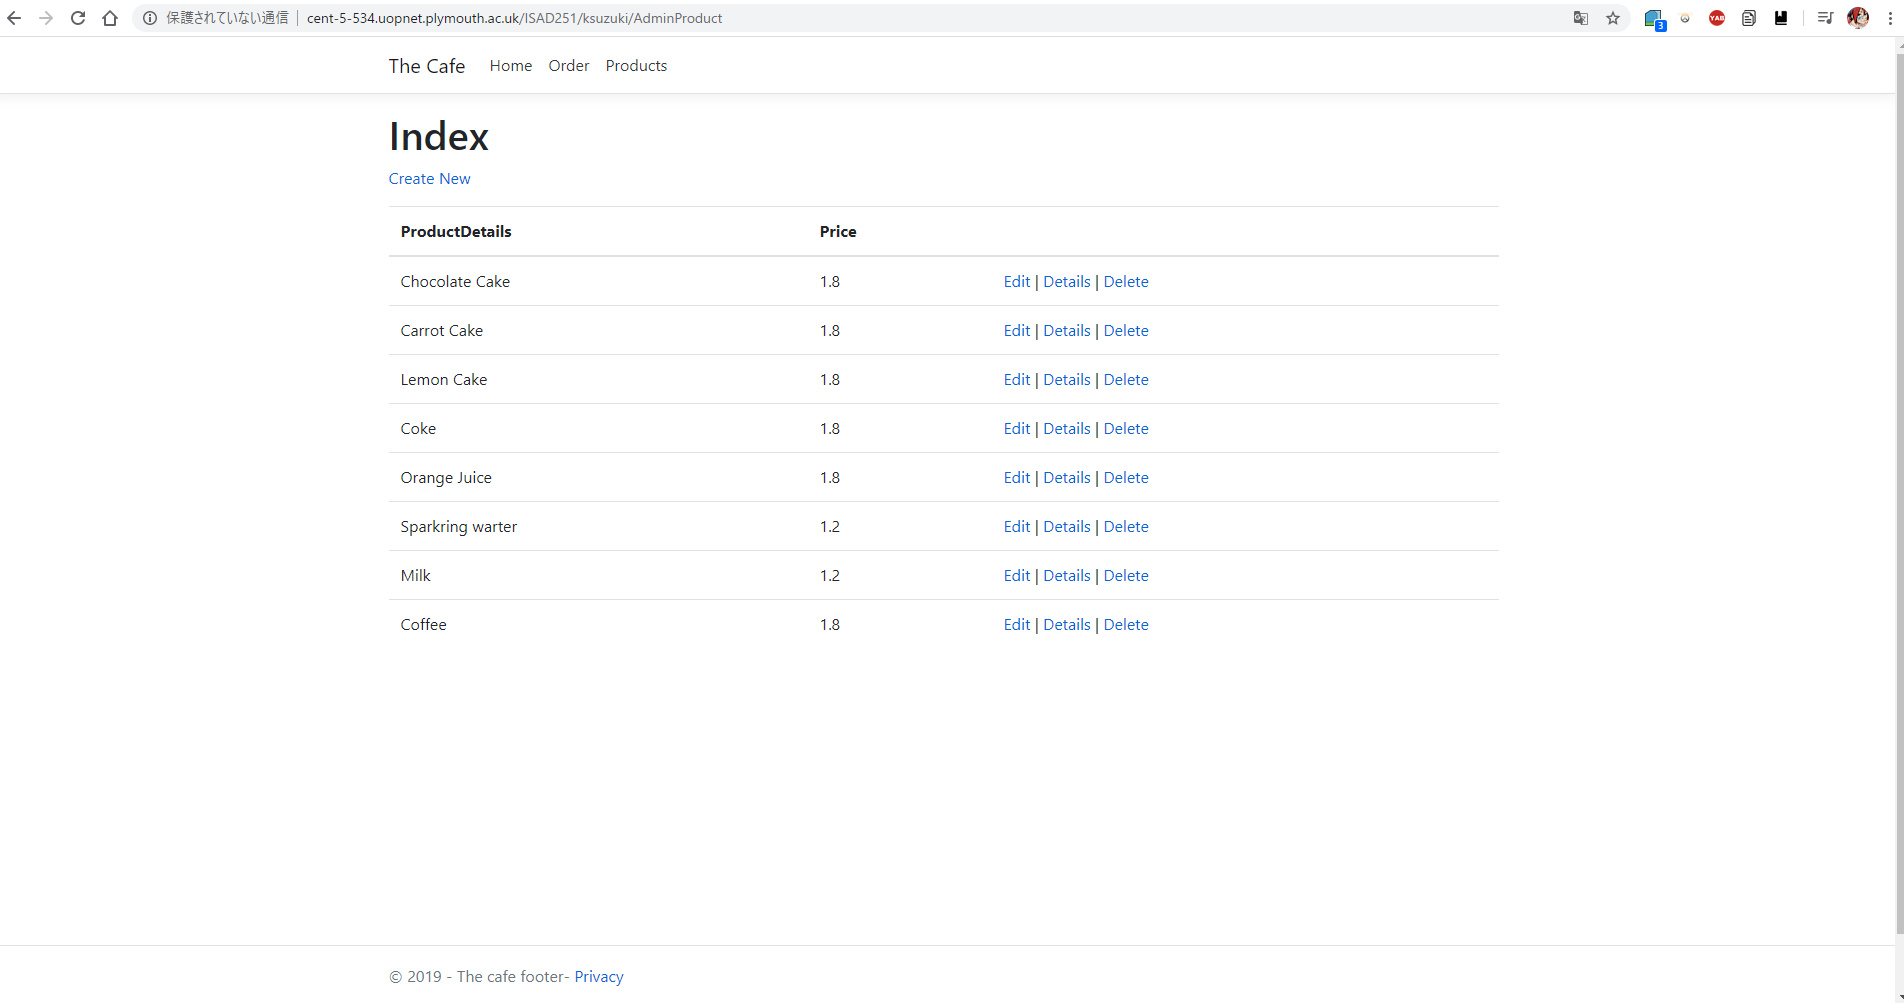 保護されていない通信 | cent-5-534.uopnet.plymouth.ac.uk/ISAD251/ksuzuki/AdminProduct
3
YAB
The Cafe Home Order Products
Index
Create New
ProductDetails Price
Chocolate Cake 1.8 Edit | Details | Delete
Carrot Cake 1.8 Edit | Details | Delete
Lemon Cake 1.8 Edit | Details | Delete
Coke 1.8 Edit | Details | Delete
Orange Juice 1.8 Edit | Details | Delete
Sparkring warter 1.2 Edit | Details | Delete
Milk 1.2 Edit | Details | Delete
Coffee 1.8 Edit | Details | Delete
© 2019 - The cafe footer- Privacy